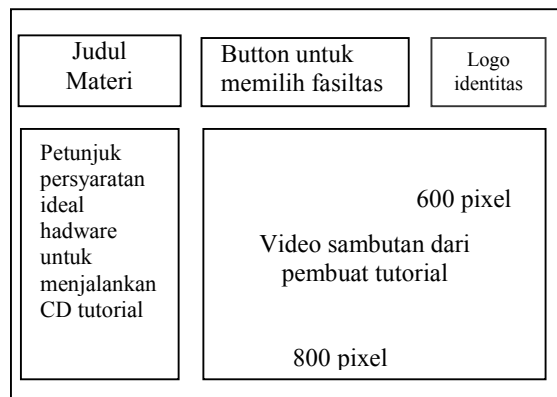 Judul
Materi
Button untuk
memilih fasiltas
Logo
identitas
Petunjuk
persyaratan
ideal
hadware
untuk
menjalankan
CD tutorial
600 pixel
Video sambutan dari
pembuat tutorial
800 pixel